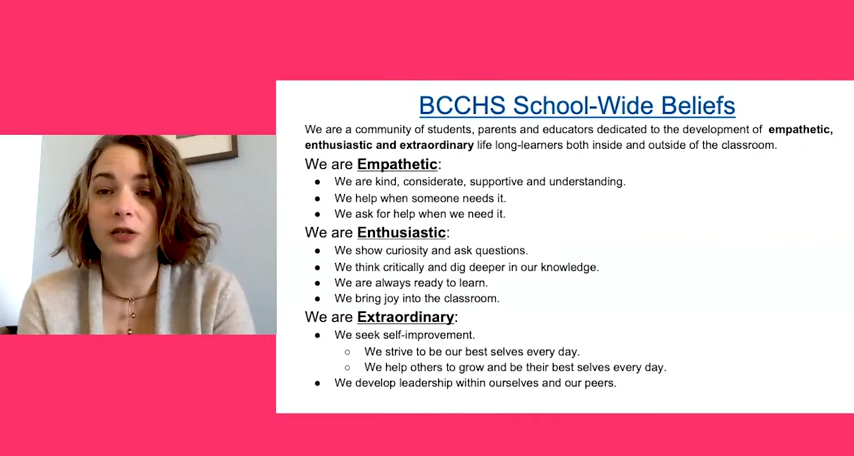 BCCHS School-Wide Beliefs
We are a community of students, parents and educators dedicated to the development of empathetic,
enthusiastic and extraordinary life long-learners both inside and outside of the classroom.
We are Empathetic:
● We are kind, considerate, supportive and understanding.
● We help when someone needs it.
● We ask for help when we need it.
We are Enthusiastic:
● We show curiosity and ask questions.
● We think critically and dig deeper in our knowledge.
● We are always ready to learn.
● We bring joy into the classroom.
We are Extraordinary:
● We seek self-improvement.
○ We strive to be our best selves every day.
○ We help others to grow and be their best selves every day.
● We develop leadership within ourselves and our peers.